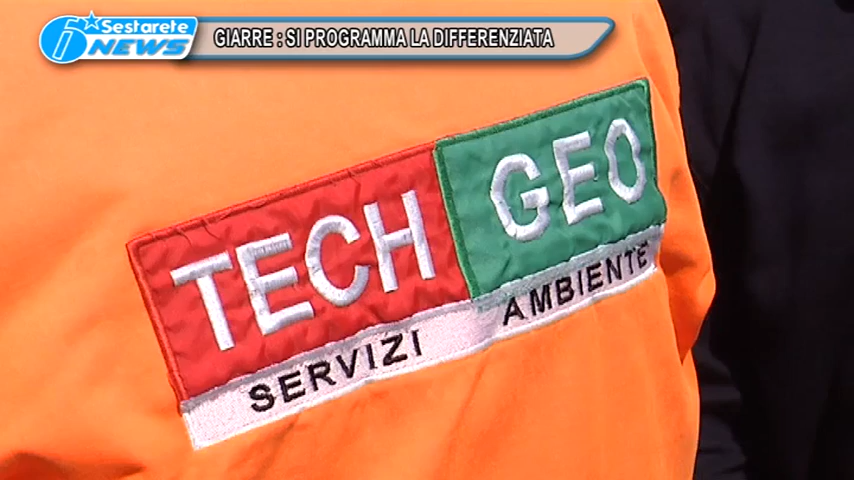 6 Sestarete
NEWS
GIARRE : SI PROGRAMMA LA DIFFERENZIATA
TECH GEO
SERVIZI AMBIENTE